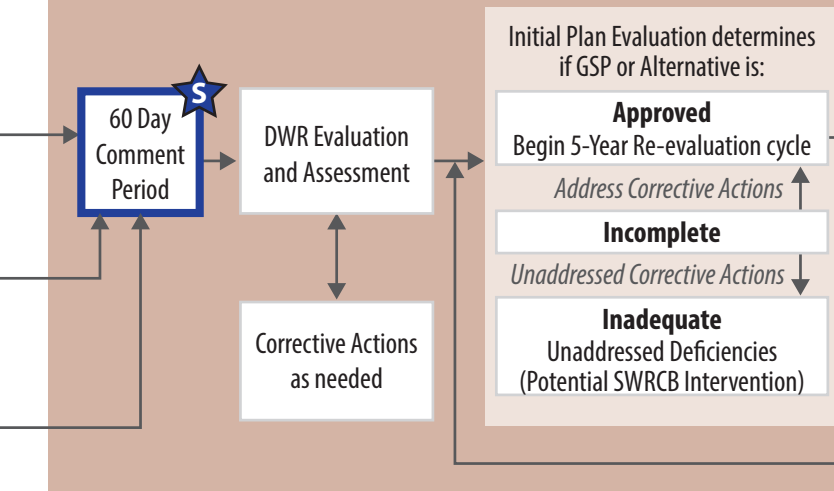 S
60 Day
Comment
Period
DWR Evaluation
and Assessment
Corrective Actions
as needed
Initial Plan Evaluation determines
if GSP or Alternative is:
Approved
Begin 5-Year Re-evaluation cycle
Address Corrective Actions
Incomplete
Unaddressed Corrective Actions
Inadequate
Unaddressed Deficiencies
(Potential SWRCB Intervention)